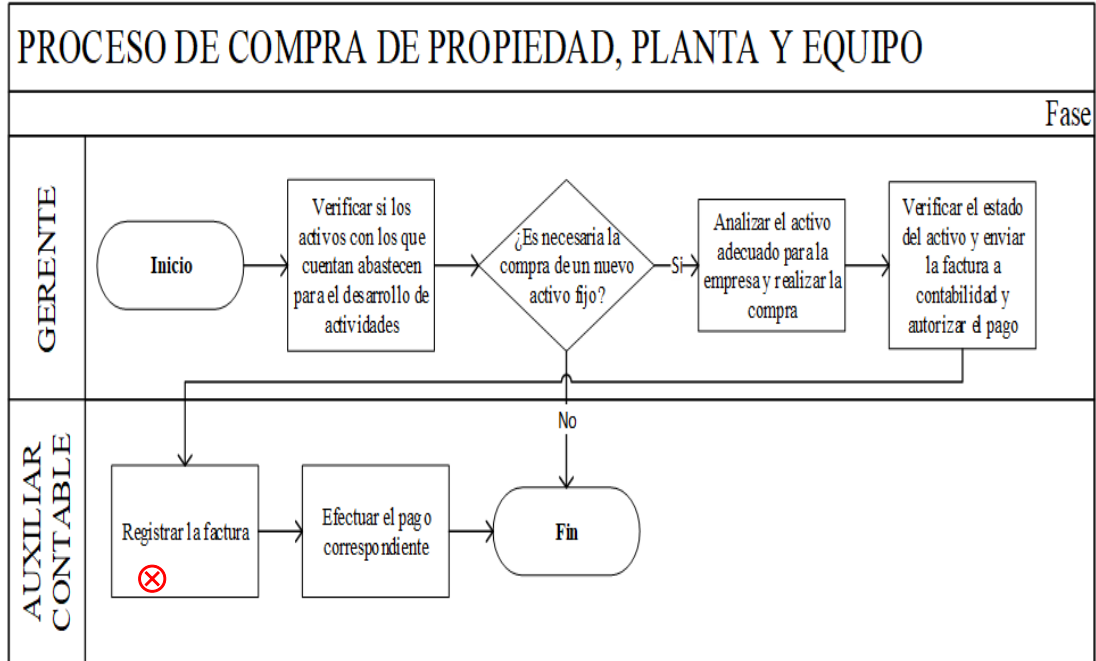 PROCESO DE COMPRA DE PROPIEDAD, PLANTA Y EQUIPO
Fase
GERENTE
Inicio
Verificar si los
activos con los que
cuentan abastecen
para el desarrollo de
actividades
¿Es necesaria la
compra de un nuevo
activo fijo?
Si
Analizar el activo
adecuado para la
empresa y realizar la
compra
Verificar el estado
del activo y enviar
la factura a
contabilidad y
autorizar el pago
No
AUXILIAR
CONTABLE
Registrar la factura
Efectuar el pago
correspondiente
Fin